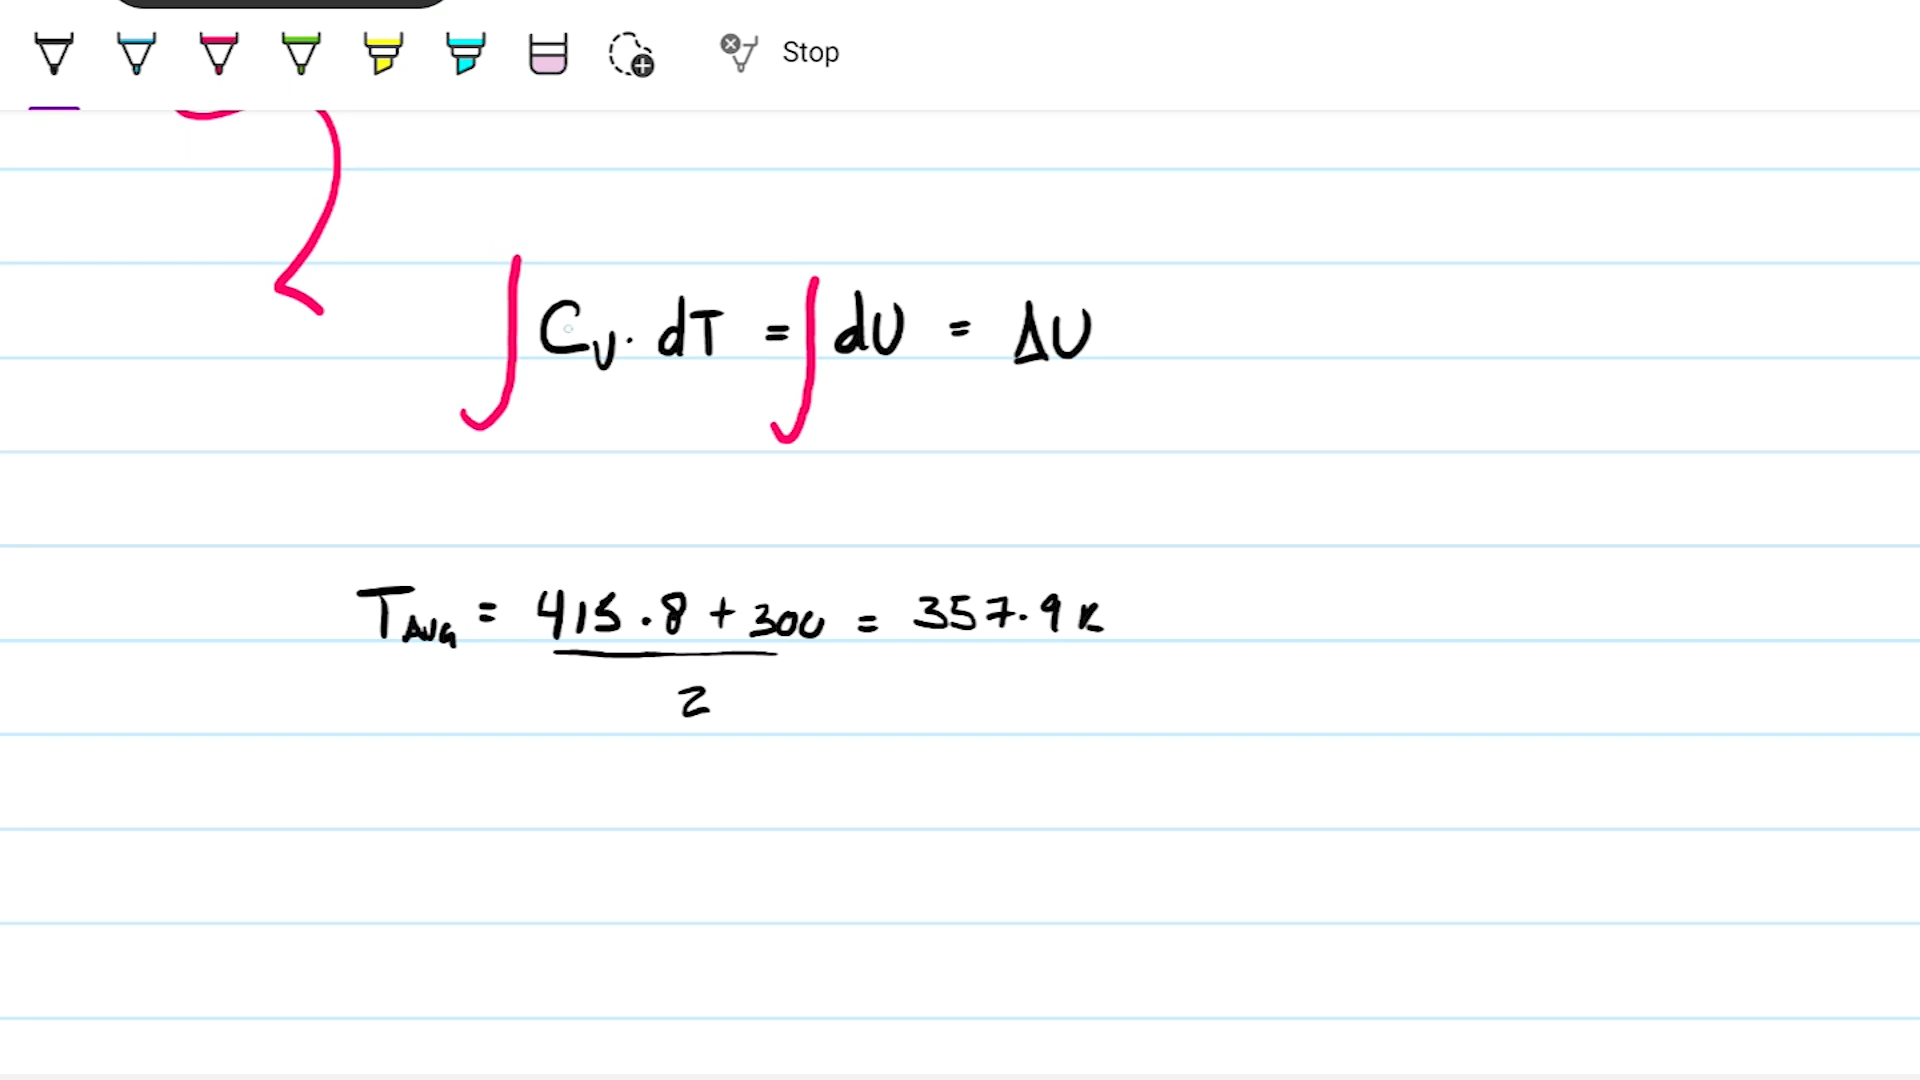 Stop
∫ Cv · dT = ∫ dU = ΔU
TAVG = 415.8 + 300 = 357.9 K
2